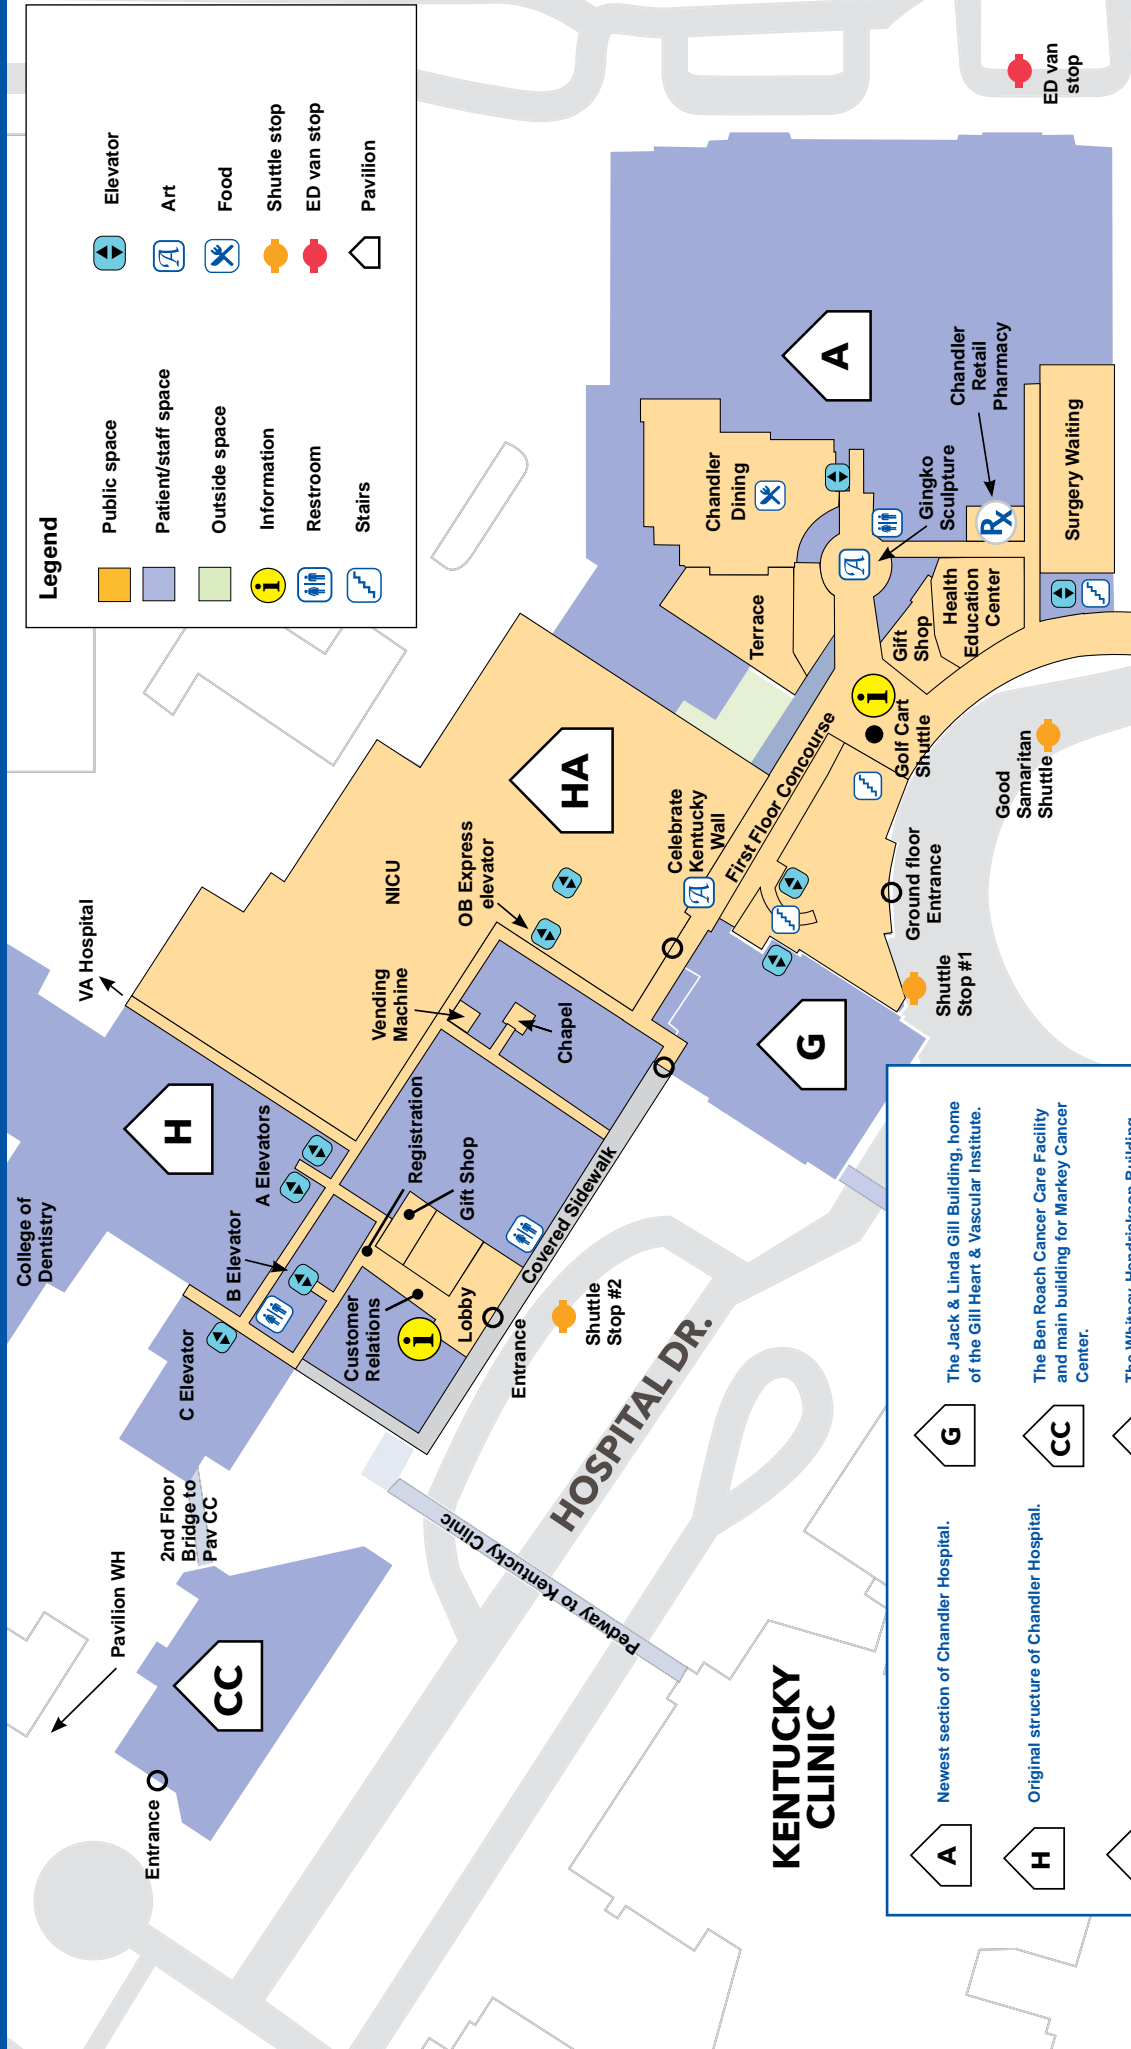 Legend
Public space
Patient/staff space
Outside space
Information
Restroom
Stairs
Elevator
Art
Food
Shuttle stop
ED van stop
Pavilion
College of
Dentistry
VA Hospital
H
A Elevators
B Elevator
C Elevator
2nd Floor
Bridge to
Pav CC
Pavilion WH
CC
Entrance
NICU
HA
OB Express
elevator
Vending
Machine
Chapel
Registration
Gift Shop
Customer
Relations
i
Lobby
Entrance
Covered Sidewalk
Shuttle
Stop #2
HOSPITAL DR.
Pedway to Kentucky Clinic
KENTUCKY
CLINIC
Celebrate
Kentucky
Wall
A
First Floor Concourse
G
Ground floor
Entrance
Shuttle
Stop #1
Golf Cart
Shuttle
i
Good
Samaritan
Shuttle
Terrace
Chandler
Dining
A
A
Gingko
Sculpture
Gift
Shop
Health
Education
Center
Chandler
Retail
Pharmacy
Rx
Surgery Waiting
ED van
stop
A
Newest section of Chandler Hospital.
H
Original structure of Chandler Hospital.
G
The Jack & Linda Gill Building, home
of the Gill Heart & Vascular Institute.
CC
The Ben Roach Cancer Care Facility
and main building for Markey Cancer
Center.